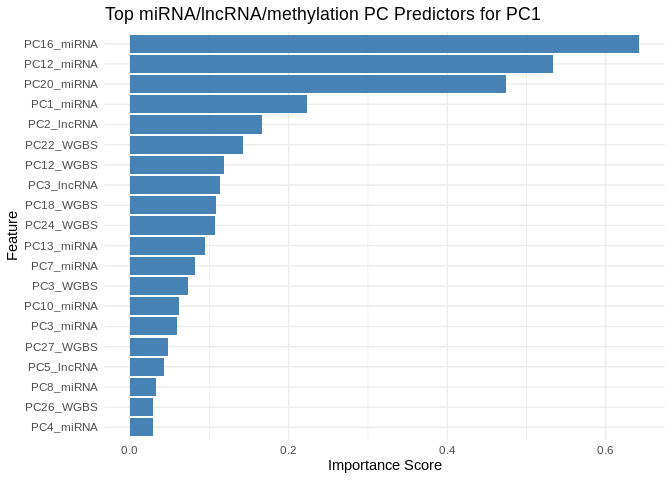 Top miRNA/lncRNA/methylation PC Predictors for PC1
Feature
PC16_miRNA
PC12_miRNA
PC20_miRNA
PC1_miRNA
PC2_lncRNA
PC22_WGBS
PC12_WGBS
PC3_lncRNA
PC18_WGBS
PC24_WGBS
PC13_miRNA
PC7_miRNA
PC3_WGBS
PC10_miRNA
PC3_miRNA
PC27_WGBS
PC5_lncRNA
PC8_miRNA
PC26_WGBS
PC4_miRNA
0.0 0.2 0.4 0.6
Importance Score